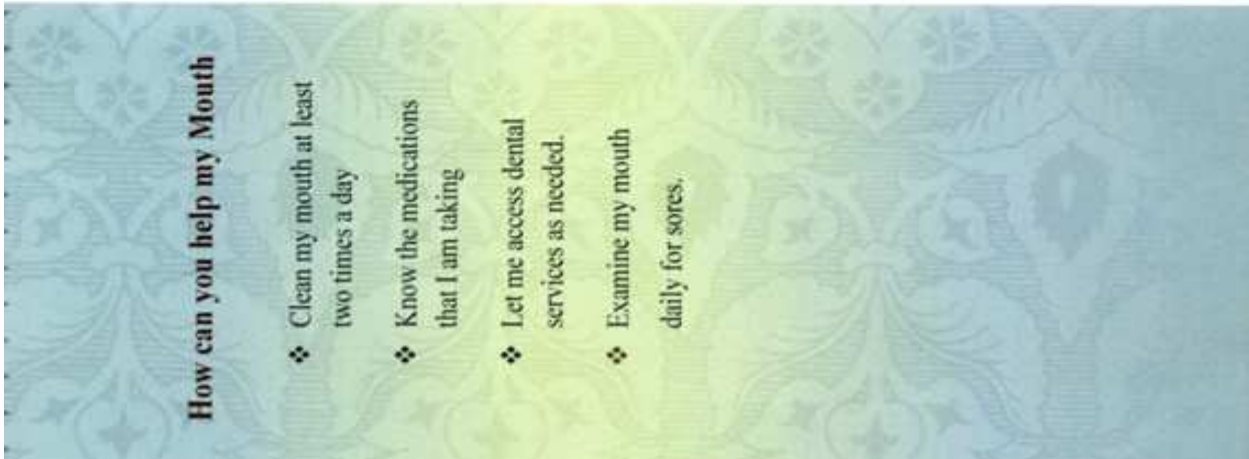 How can you help my Mouth
❖ Clean my mouth at least
two times a day
❖ Know the medications
that I am taking
❖ Let me access dental
services as needed.
❖ Examine my mouth
daily for sores.